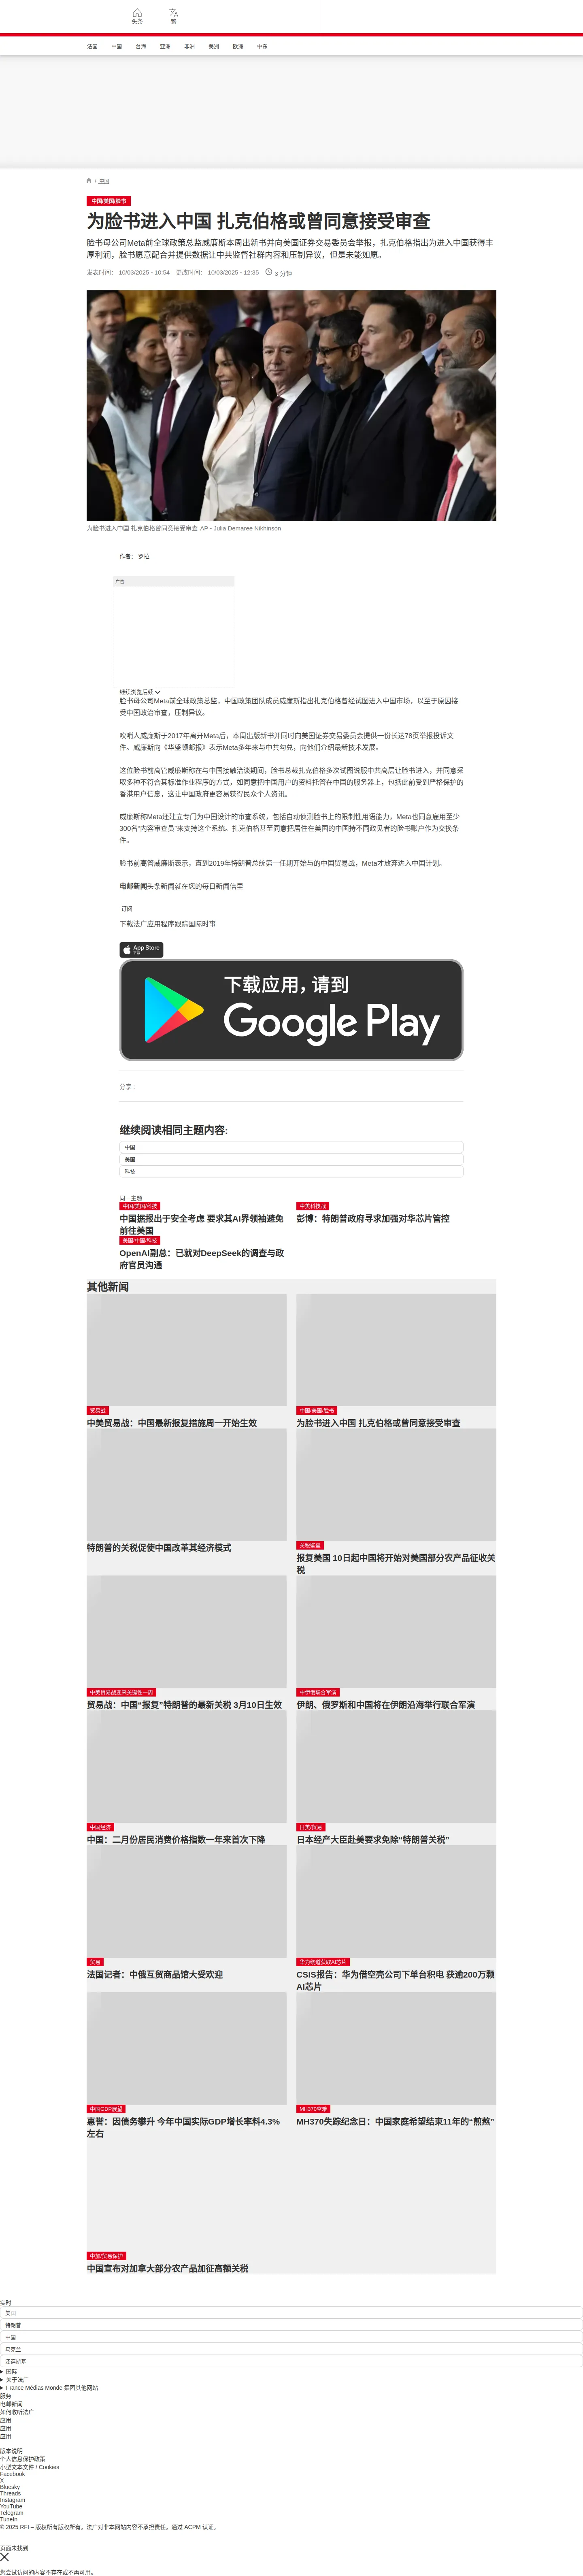 头条
繁
法国 中国 台海 亚洲 非洲 美洲 欧洲 中东
/ 中国
中国/美国/脸书
为脸书进入中国 扎克伯格或曾同意接受审查
脸书母公司Meta前全球政策总监威廉斯本周出新书并向美国证券交易委员会举报，扎克伯格指出为进入中国获得丰
厚利润，脸书愿意配合并提供数据让中共监督社群内容和压制异议，但是未能如愿。
发表时间： 10/03/2025 - 10:54 更改时间： 10/03/2025 - 12:35 3 分钟
为脸书进入中国 扎克伯格曾同意接受审查 AP - Julia Demaree Nikhinson
作者： 罗拉
广告
继续浏览后续
脸书母公司Meta前全球政策总监，中国政策团队成员威廉斯指出扎克伯格曾经试图进入中国市场，以至于原因接
受中国政治审查，压制异议。
吹哨人威廉斯于2017年离开Meta后，本周出版新书并同时向美国证券交易委员会提供一份长达78页举报投诉文
件。威廉斯向《华盛顿邮报》表示Meta多年来与中共勾兑，向他们介绍最新技术发展。
这位脸书前高管威廉斯称在与中国接触洽谈期间，脸书总裁扎克伯格多次试图说服中共高层让脸书进入，并同意采
取多种不符合其标准作业程序的方式，如同意把中国用户的资料托管在中国的服务器上，包括此前受到严格保护的
香港用户信息，这让中国政府更容易获得民众个人资讯。
威廉斯称Meta还建立专门为中国设计的审查系统，包括自动侦测脸书上的限制性用语能力，Meta也同意雇用至少
300名“内容审查员”来支持这个系统。扎克伯格甚至同意把居住在美国的中国持不同政见者的脸书账户作为交换条
件。
脸书前高管威廉斯表示，直到2019年特朗普总统第一任期开始与的中国贸易战，Meta才放弃进入中国计划。
电邮新闻头条新闻就在您的每日新闻信里
订阅
下载法广应用程序跟踪国际时事
App Store
下载
下载应用，请到
Google Play
分享 :
继续阅读相同主题内容:
中国
美国
科技
同一主题
中国/美国/科技
中国据报出于安全考虑 要求其AI界领袖避免
前往美国
中美科技战
彭博：特朗普政府寻求加强对华芯片管控
美国/中国/科技
OpenAI副总：已就对DeepSeek的调查与政
府官员沟通
其他新闻
贸易战
中美贸易战：中国最新报复措施周一开始生效
中国/美国/脸书
为脸书进入中国 扎克伯格或曾同意接受审查
特朗普的关税促使中国改革其经济模式
关税壁垒
报复美国 10日起中国将开始对美国部分农产品征收关
税
中美贸易战迎来关键性一周
贸易战：中国“报复”特朗普的最新关税 3月10日生效
中伊俄联合军演
伊朗、俄罗斯和中国将在伊朗沿海举行联合军演
中国经济
中国：二月份居民消费价格指数一年来首次下降
日美/贸易
日本经产大臣赴美要求免除“特朗普关税”
贸易
法国记者：中俄互贸商品馆大受欢迎
华为绕道获取AI芯片
CSIS报告：华为借空壳公司下单台积电 获逾200万颗
AI芯片
中国GDP展望
惠誉：因债务攀升 今年中国实际GDP增长率料4.3%
左右
MH370空难
MH370失踪纪念日：中国家庭希望结束11年的“煎熬”
中加/贸易保护
中国宣布对加拿大部分农产品加征高额关税
实时
美国
特朗普
中国
乌克兰
泽连斯基
国际
关于法广
France Médias Monde 集团其他网站
服务
电邮新闻
如何收听法广
应用
应用
应用
版本说明
个人信息保护政策
小型文本文件 / Cookies
Facebook
X
Bluesky
Threads
Instagram
YouTube
Telegram
TuneIn
© 2025 RFI – 版权所有版权所有。法广对非本网站内容不承担责任。通过 ACPM 认证。
页面未找到
您尝试访问的内容不存在或不再可用。